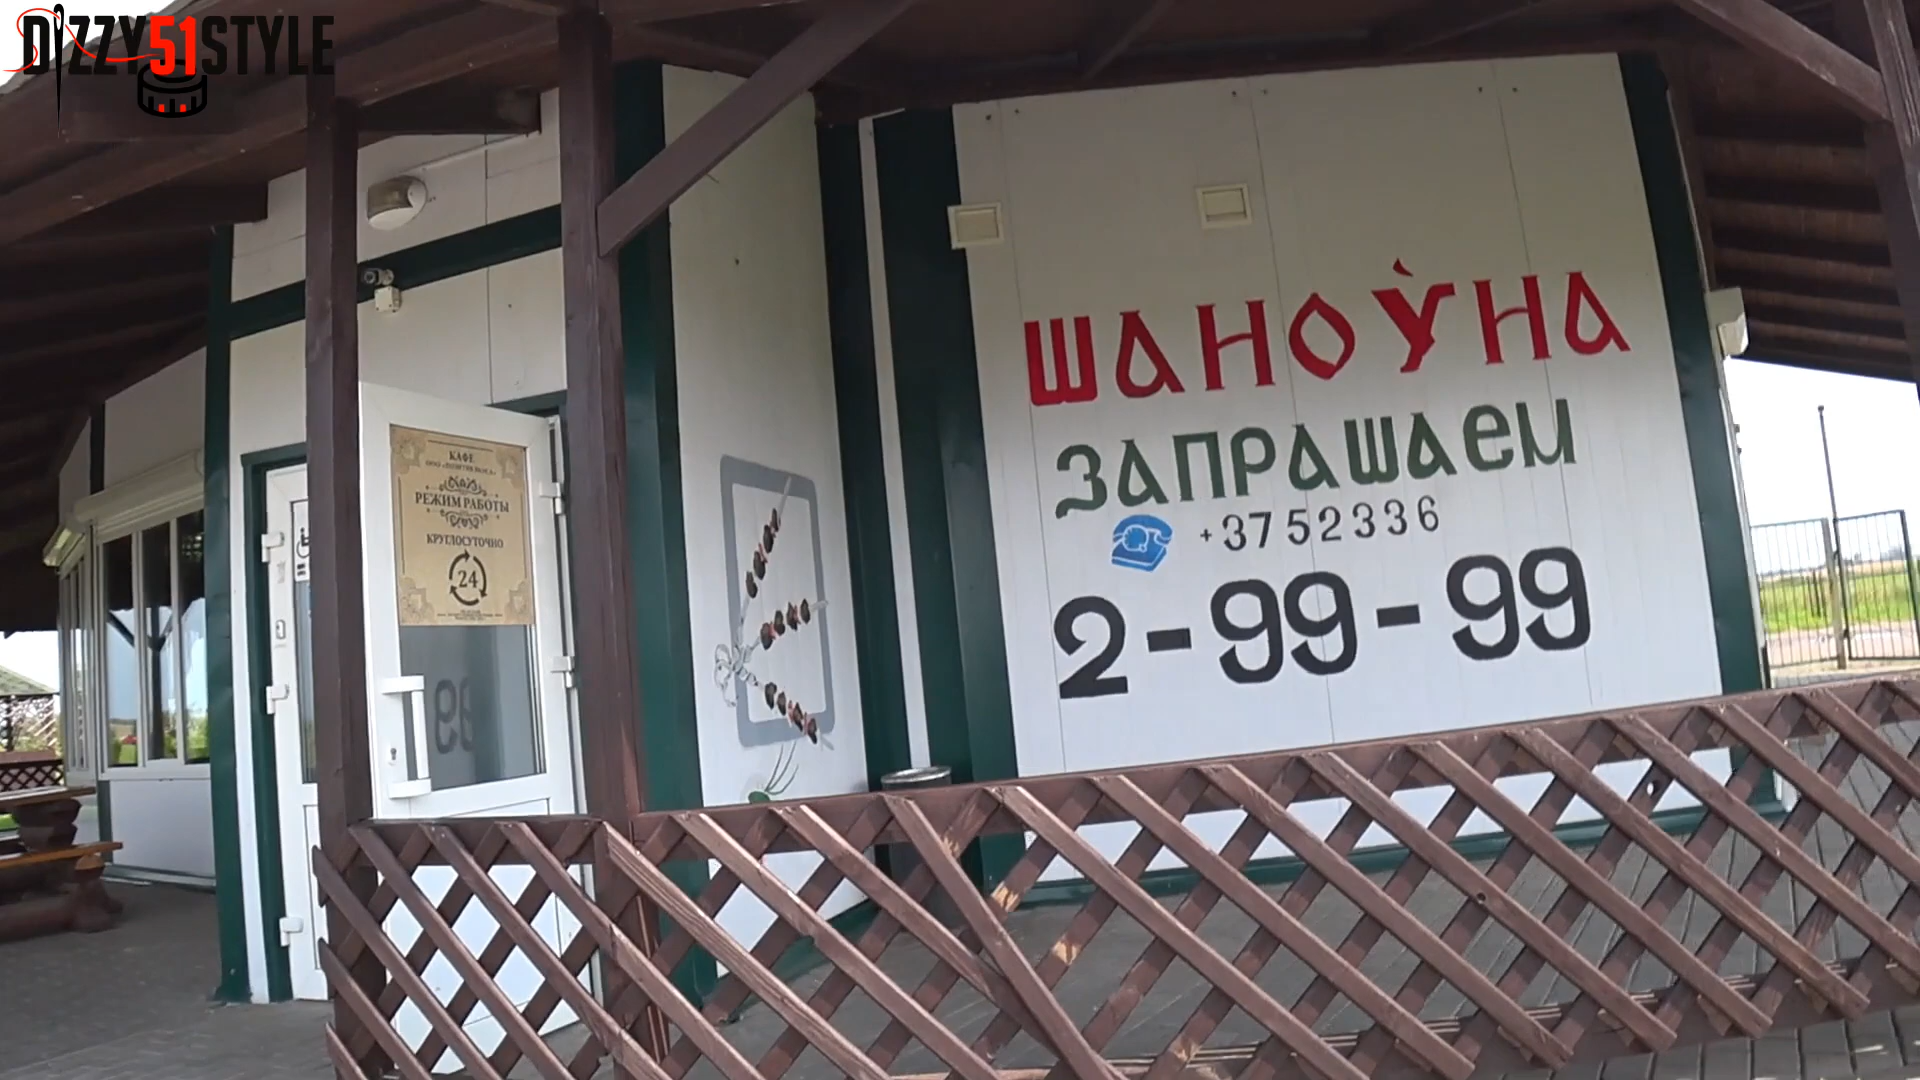 DIZZY51STYLE
КАФЕ
РЕЖИМ РАБОТЫ
КРУГЛОСУТОЧНО
24
ШАНОЎНА
ЗАПРАШАЕМ
+3752336
2-99-99